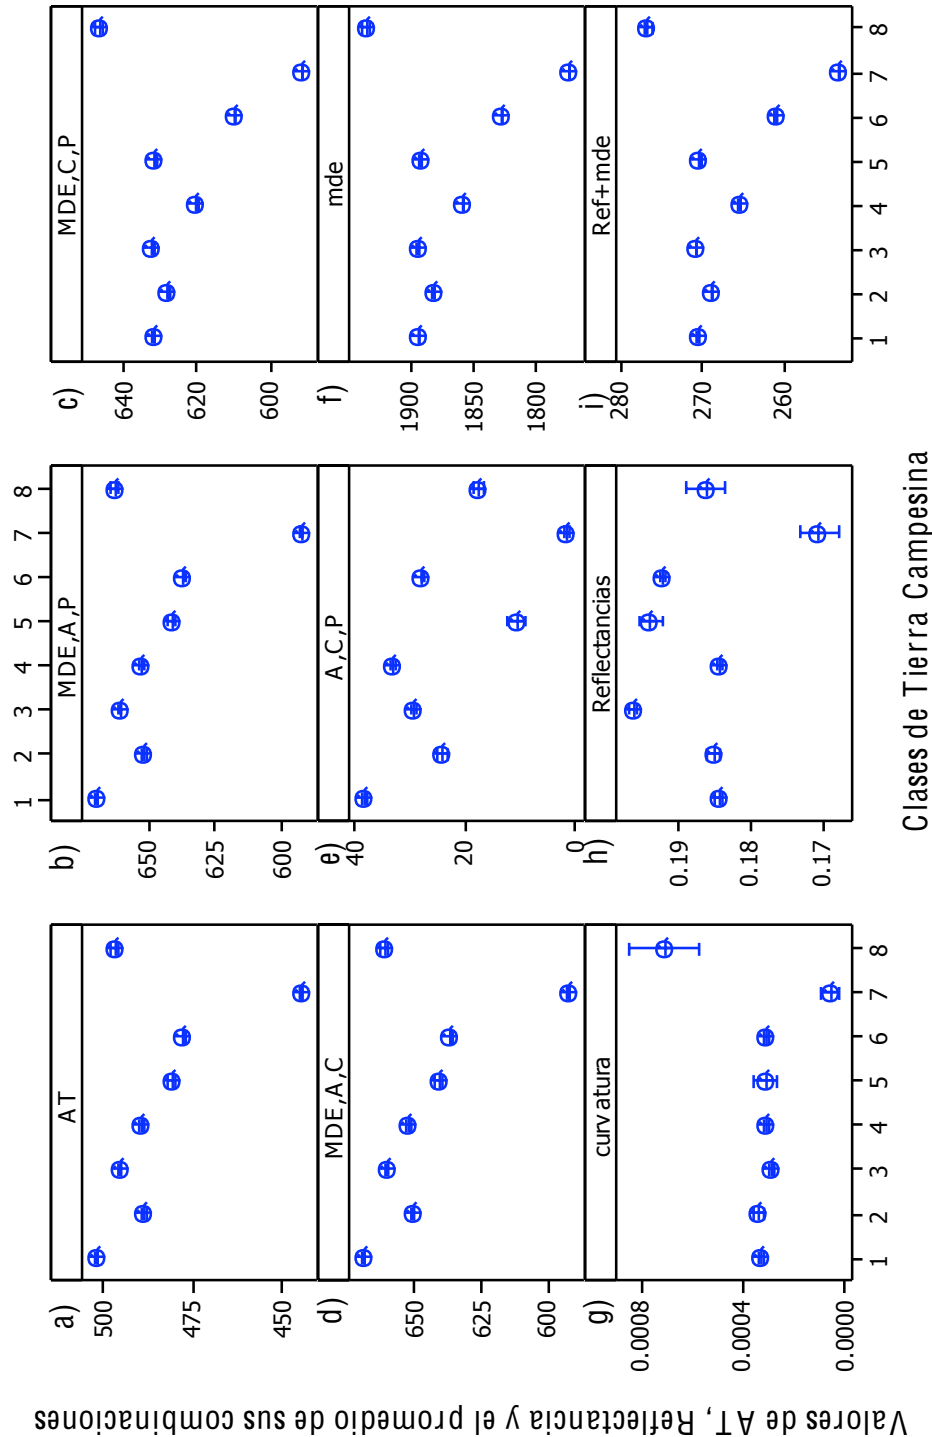 Valores de AT, Reflectancia y el promedio de sus combinaciones
a)
AT
500
475
450
b)
1 2 3 4 5 6 7 8
MDE,A,P
650
625
600
c)
MDE,C,P
640
620
600
d)
MDE,A,C
650
625
600
e)
A,C,P
40
20
0
f)
mde
1900
1850
1800
g)
curvatura
0.0008
0.0004
0.0000
1 2 3 4 5 6 7 8
h)
Reflectancias
0.19
0.18
0.17
i)
Ref+mde
280
270
260
1 2 3 4 5 6 7 8
Clases de Tierra Campesina